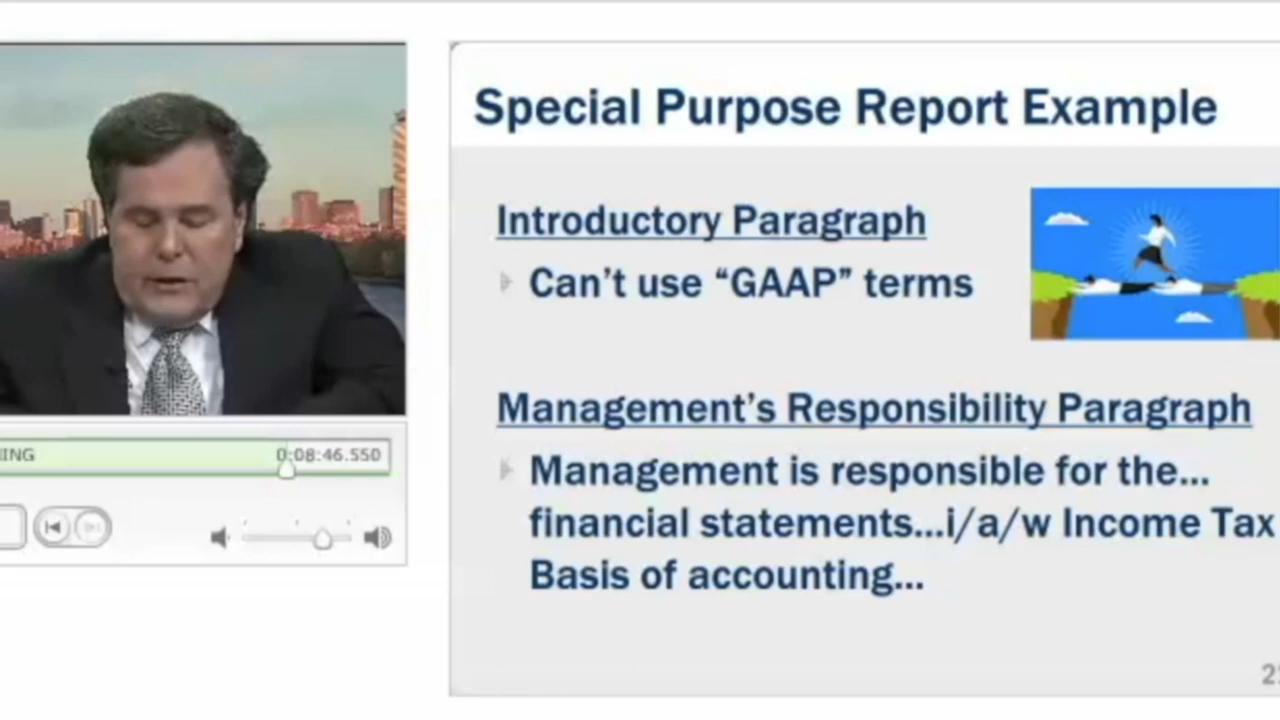 Special Purpose Report Example
Introductory Paragraph
Can't use “GAAP” terms
Management's Responsibility Paragraph
Management is responsible for the...
financial statements...i/a/w Income Tax
Basis of accounting...
0:08:46.550